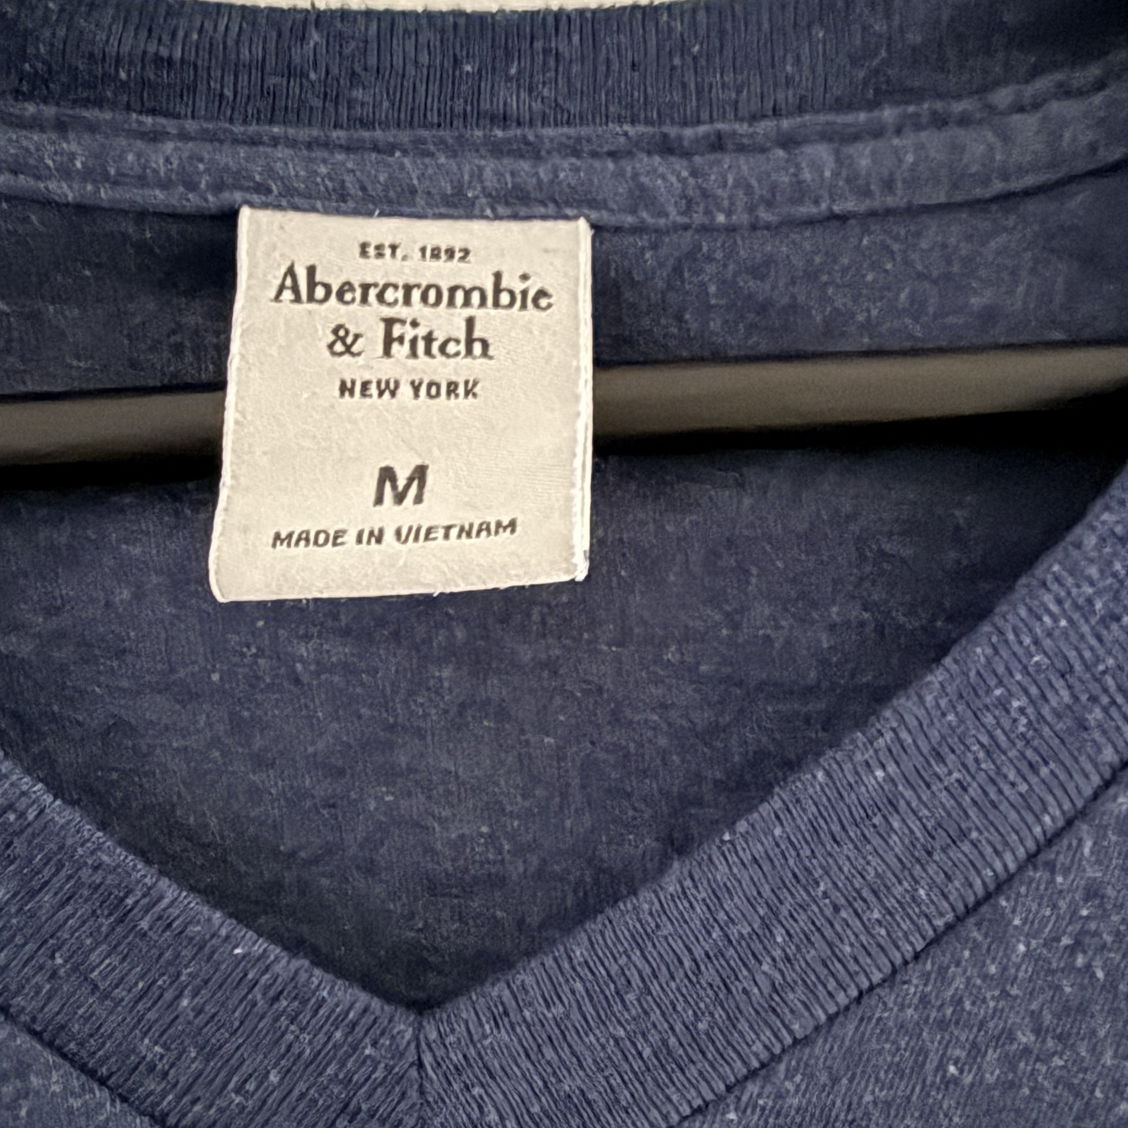 EST. 1892
Abercrombie
& Fitch
NEW YORK
M
MADE IN VIETNAM